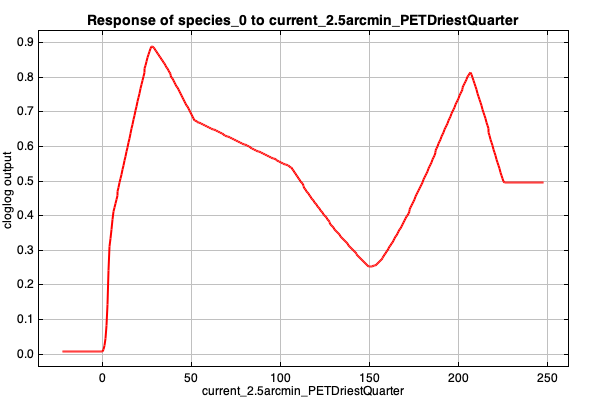 Response of species_0 to current_2.5arcmin_PETDriestQuarter
cloglog output
0.9
0.8
0.7
0.6
0.5
0.4
0.3
0.2
0.1
0.0
0 50 100 150 200 250
current_2.5arcmin_PETDriestQuarter